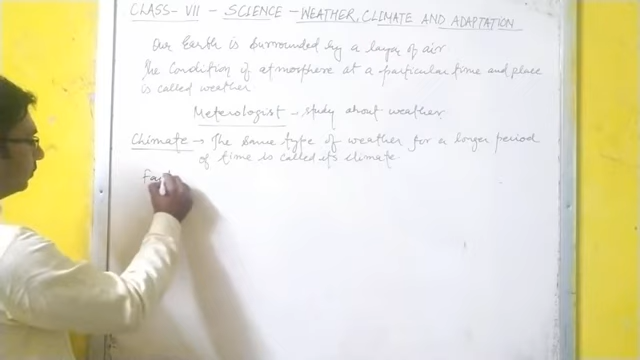 CLASS- VII - SCIENCE - WEATHER, CLIMATE AND ADAPTATION
Our Earth is surrounded by a layer of air
The Condition of atmosphere at a particular time and place
is called weather
Meterologist - study about weather
Chimate → The same type of weather for a longer period
of time is called it's climate.
Fac